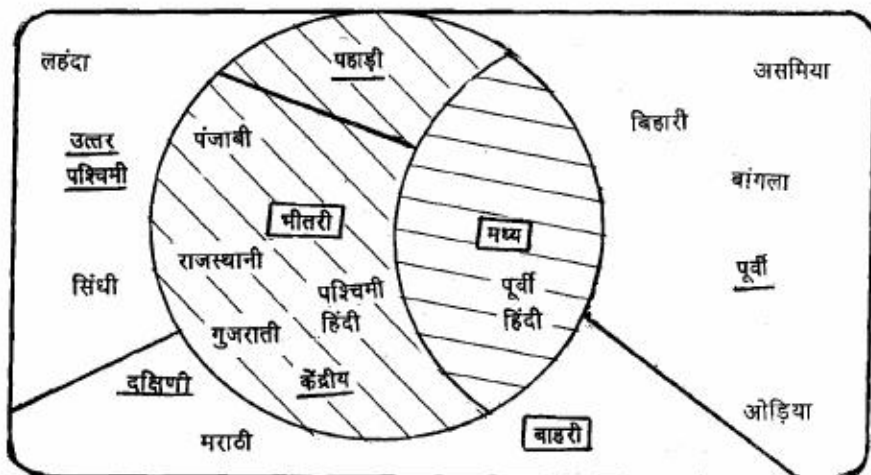 लहंदा
पहाड़ी
असमिया
बिहारी
उत्तर
पश्चिमी
पंजाबी
बांगला
भीतरी
मध्य
पूर्वी
राजस्थानी
सिंधी
पश्चिमी
हिंदी
पूर्वी
हिंदी
गुजराती
केंद्रीय
दक्षिणी
मराठी
बाहरी
ओड़िया